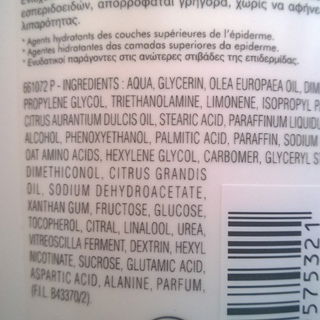 εσπεριδοειδών, απορροφάται γρήγορα, χωρίς να αφήνει
λιπαρότητας.
*Agents hydratants des couches supérieures de l'épiderme.
*Agentes hidratantes das camadas superiores da epiderme.
*Ενυδατικοί παράγοντες στις ανώτερες στιβάδες της επιδερμίδας.
661072 P - INGREDIENTS : AQUA, GLYCERIN, OLEA EUROPAEA OIL, DIM
PROPYLENE GLYCOL, TRIETHANOLAMINE, LIMONENE, ISOPROPYL P
CITRUS AURANTIUM DULCIS OIL, STEARIC ACID, PARAFFINUM LIQUIDU
ALCOHOL, PHENOXYETHANOL, PALMITIC ACID, PARAFFIN, SODIUM
OAT AMINO ACIDS, HEXYLENE GLYCOL, CARBOMER, GLYCERYL S
DIMETHICONOL, CITRUS GRANDIS
OIL, SODIUM DEHYDROACETATE,
XANTHAN GUM, FRUCTOSE, GLUCOSE,
TOCOPHEROL, CITRAL, LINALOOL, UREA,
VITREOSCILLA FERMENT, DEXTRIN, HEXYL
NICOTINATE, SUCROSE, GLUTAMIC ACID,
ASPARTIC ACID, ALANINE, PARFUM,
(F.I.L. B43370/2).
575321